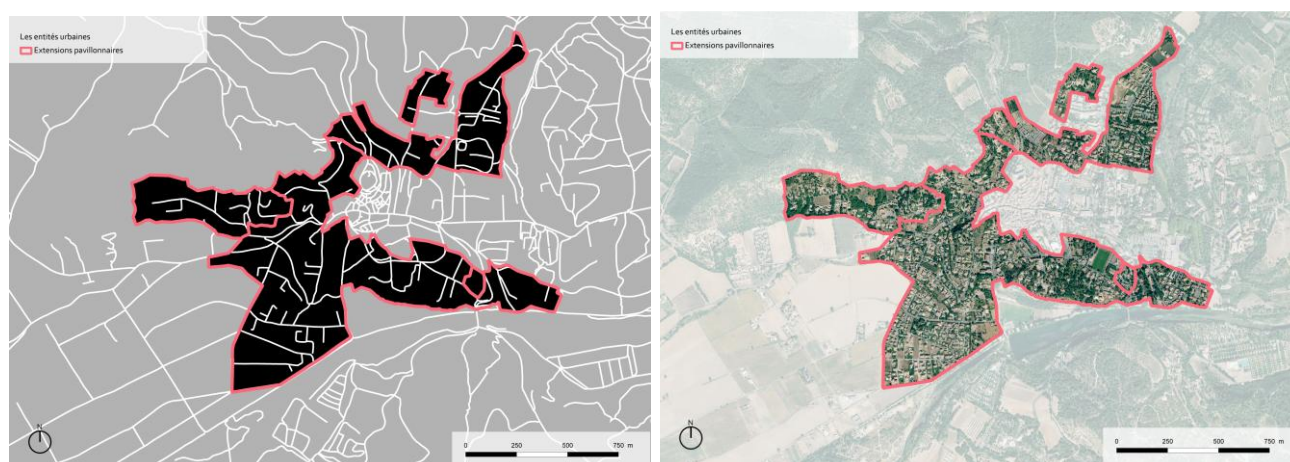 Les entités urbaines
Extensions pavillonnaires
N
0 250 500 750 m
Les entités urbaines
Extensions pavillonnaires
N
0 250 500 750 m